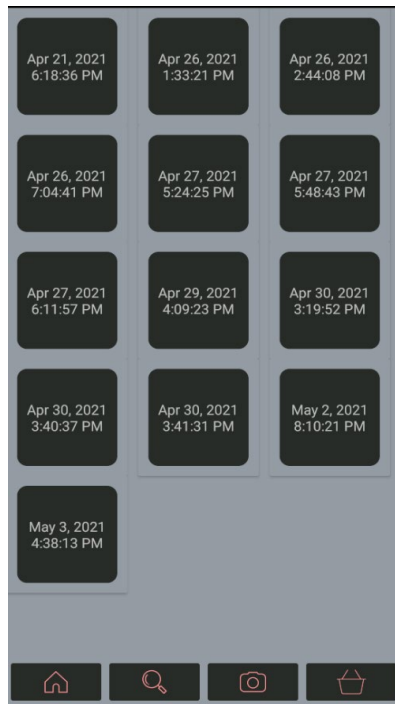 Apr 21, 2021
6:18:36 PM
Apr 26, 2021
1:33:21 PM
Apr 26, 2021
2:44:08 PM
Apr 26, 2021
7:04:41 PM
Apr 27, 2021
5:24:25 PM
Apr 27, 2021
5:48:43 PM
Apr 27, 2021
6:11:57 PM
Apr 29, 2021
4:09:23 PM
Apr 30, 2021
3:19:52 PM
Apr 30, 2021
3:40:37 PM
Apr 30, 2021
3:41:31 PM
May 2, 2021
8:10:21 PM
May 3, 2021
4:38:13 PM